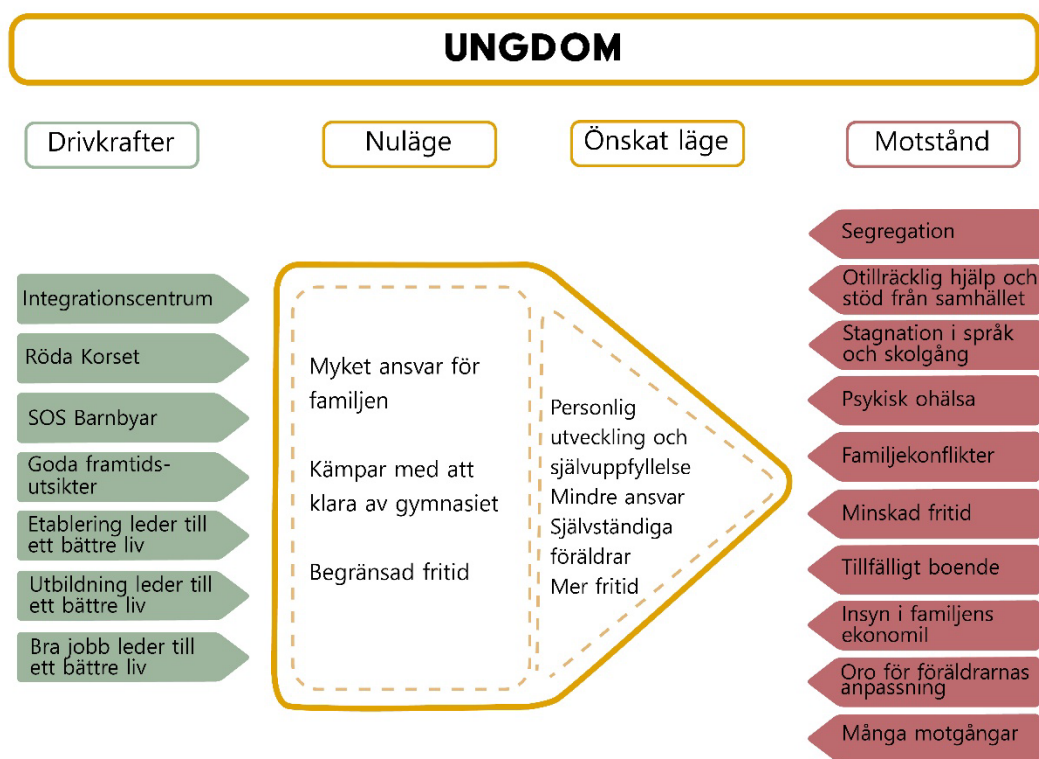 UNGDOM
Drivkrafter
Nuläge
Önskat läge
Motstånd
Integrationscentrum
Röda Korset
SOS Barnbyar
Goda framtids-
utsikter
Etablering leder till
ett bättre liv
Utbildning leder till
ett bättre liv
Bra jobb leder till
ett bättre liv
Myket ansvar för
familjen
Kämpar med att
klara av gymnasiet
Begränsad fritid
Personlig
utveckling och
självuppfyllelse
Mindre ansvar
Självständiga
föräldrar
Mer fritid
Segregation
Otillräcklig hjälp och
stöd från samhället
Stagnation i språk
och skolgång
Psykisk ohälsa
Familjekonflikter
Minskad fritid
Tillfälligt boende
Insyn i familjens
ekonomil
Oro för föräldrarnas
anpassning
Många motgångar